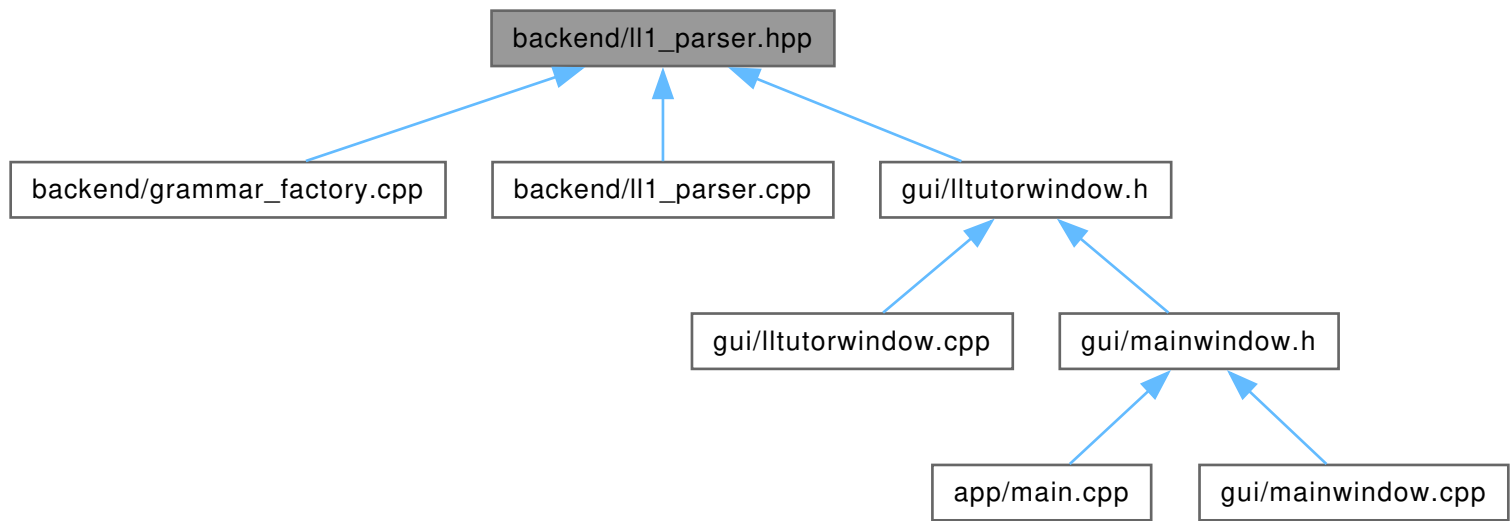 backend/ll1_parser.hpp
backend/grammar_factory.cpp
backend/ll1_parser.cpp
gui/lltutorwindow.h
gui/lltutorwindow.cpp
gui/mainwindow.h
app/main.cpp
gui/mainwindow.cpp